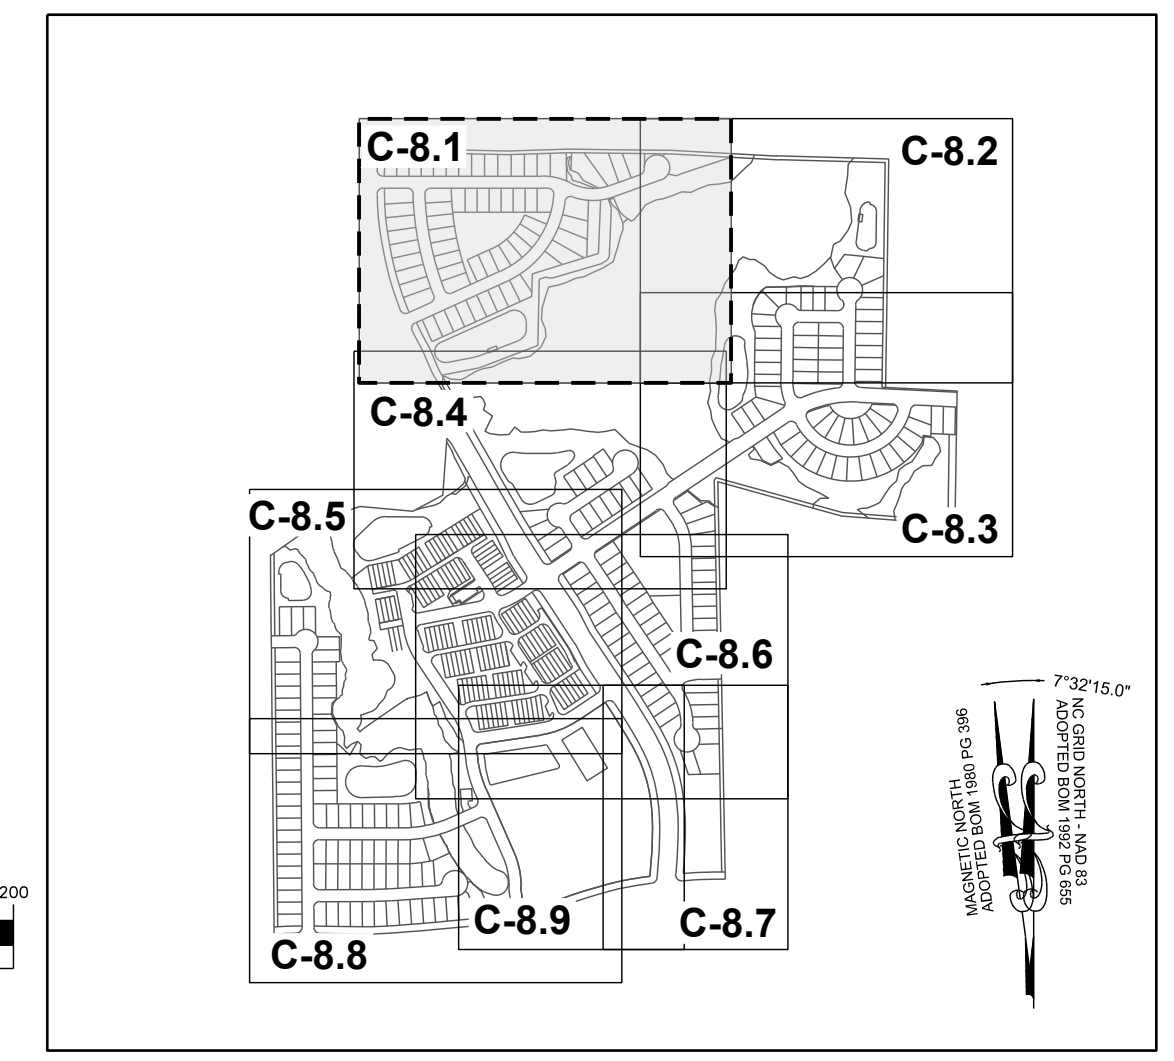 C-8.1
C-8.2
C-8.4
C-8.5
C-8.3
C-8.6
7°32'15.0"
MAGNETIC NORTH
ADOPTED BOM 1980 PG 396
NC GRID NORTH - NAD 83
ADOPTED BOM 1992 PG 655
200
C-8.9
C-8.7
C-8.8